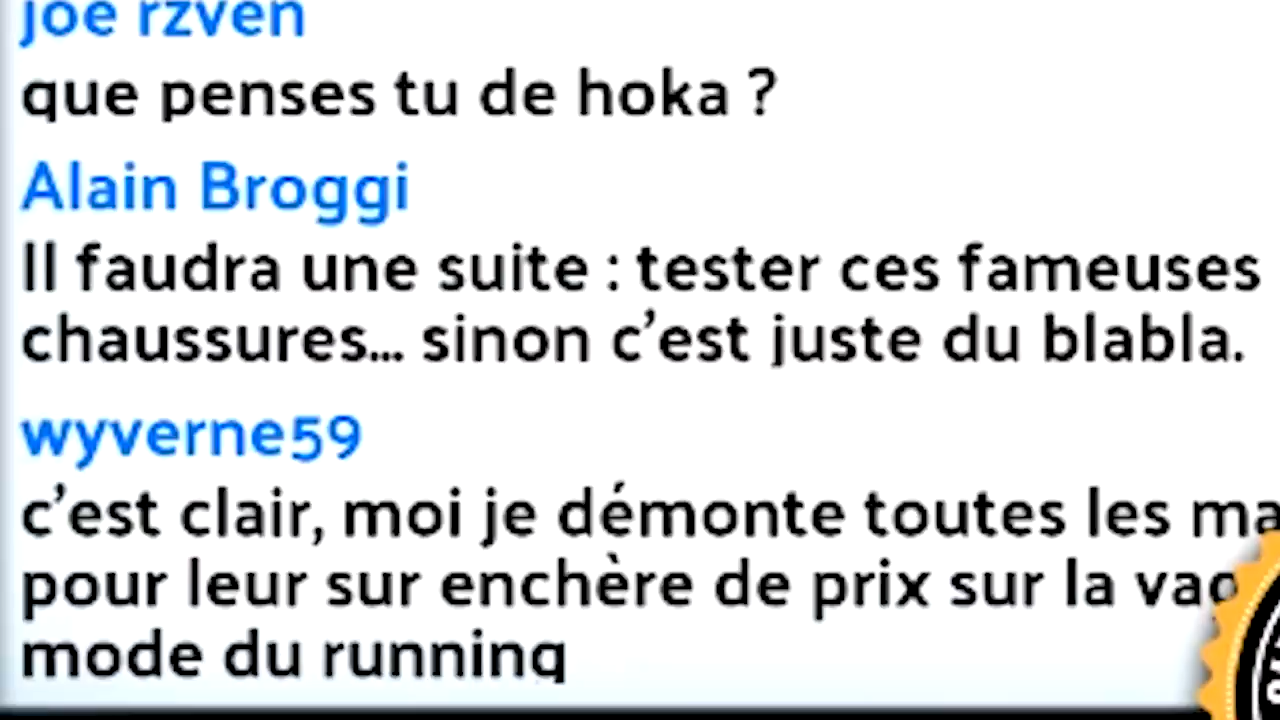 joe rzven
que penses tu de hoka ?
Alain Broggi
Il faudra une suite : tester ces fameuses
chaussures... sinon c'est juste du blabla.
wyverne59
c'est clair, moi je démonte toutes les
pour leur sur enchère de prix sur la
mode du running